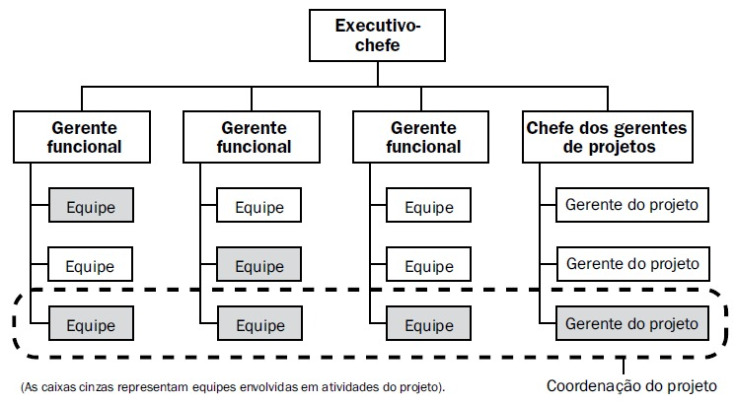 Executivo-
chefe
Gerente
funcional
Gerente
funcional
Gerente
funcional
Chefe dos gerentes
de projetos
Equipe
Equipe
Equipe
Gerente do projeto
Equipe
Equipe
Equipe
Gerente do projeto
Equipe
Equipe
Equipe
Gerente do projeto
(As caixas cinzas representam equipes envolvidas em atividades do projeto).
Coordenação do projeto